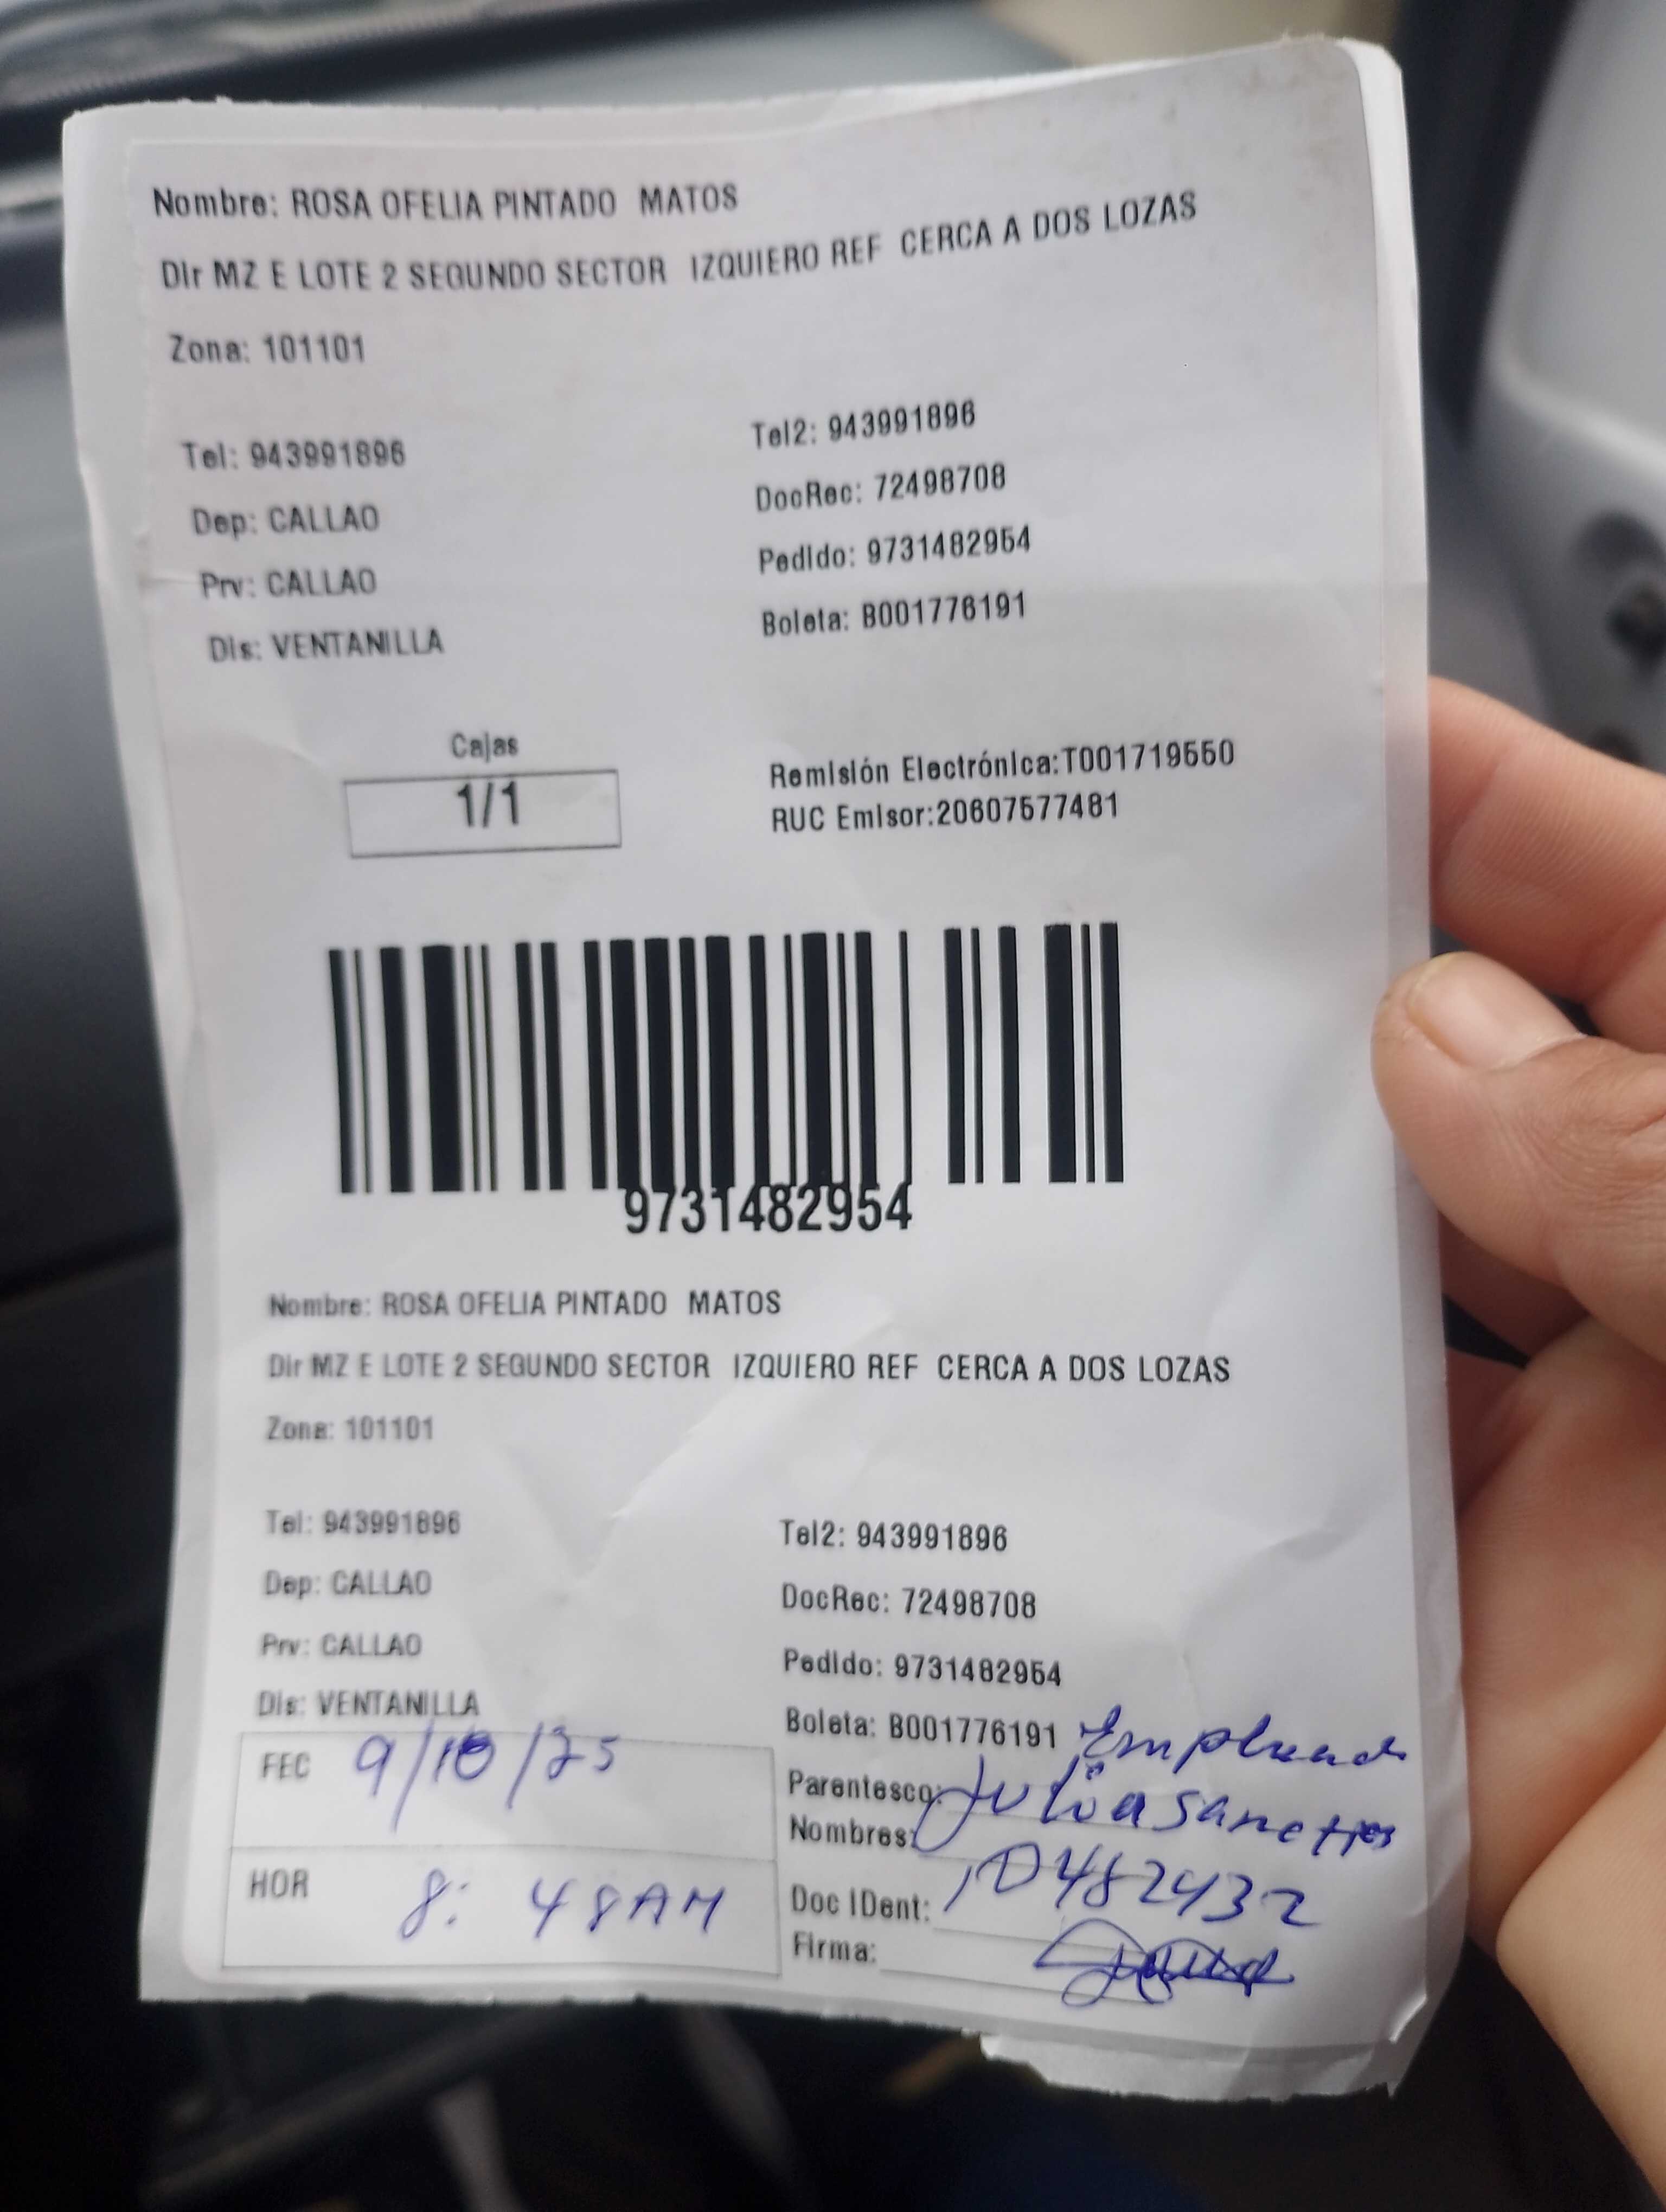 Nombre: ROSA OFELIA PINTADO MATOS
Dir MZ E LOTE 2 SEGUNDO SECTOR IZQUIERO REF CERCA A DOS LOZAS
Zona: 101101
Tel: 943991896 Tel2: 943991896
Dep: CALLAO DocRec: 72498708
Prv: CALLAO Pedido: 9731482954
Dis: VENTANILLA Boleta: B001776191
Cajas
1/1
Remisión Electrónica:T001719550
RUC Emisor:20607577481
9731482954
Nombre: ROSA OFELIA PINTADO MATOS
Dir MZ E LOTE 2 SEGUNDO SECTOR IZQUIERO REF CERCA A DOS LOZAS
Zona: 101101
Tel: 943991896 Tel2: 943991896
Dep: CALLAO DocRec: 72498708
Prv: CALLAO Pedido: 9731482954
Dis: VENTANILLA Boleta: B001776191
FEC 9/10/25
Parentesco:
Nombres: Julia
HOR 8:48AM
Doc IDent: 10482432
Firma: